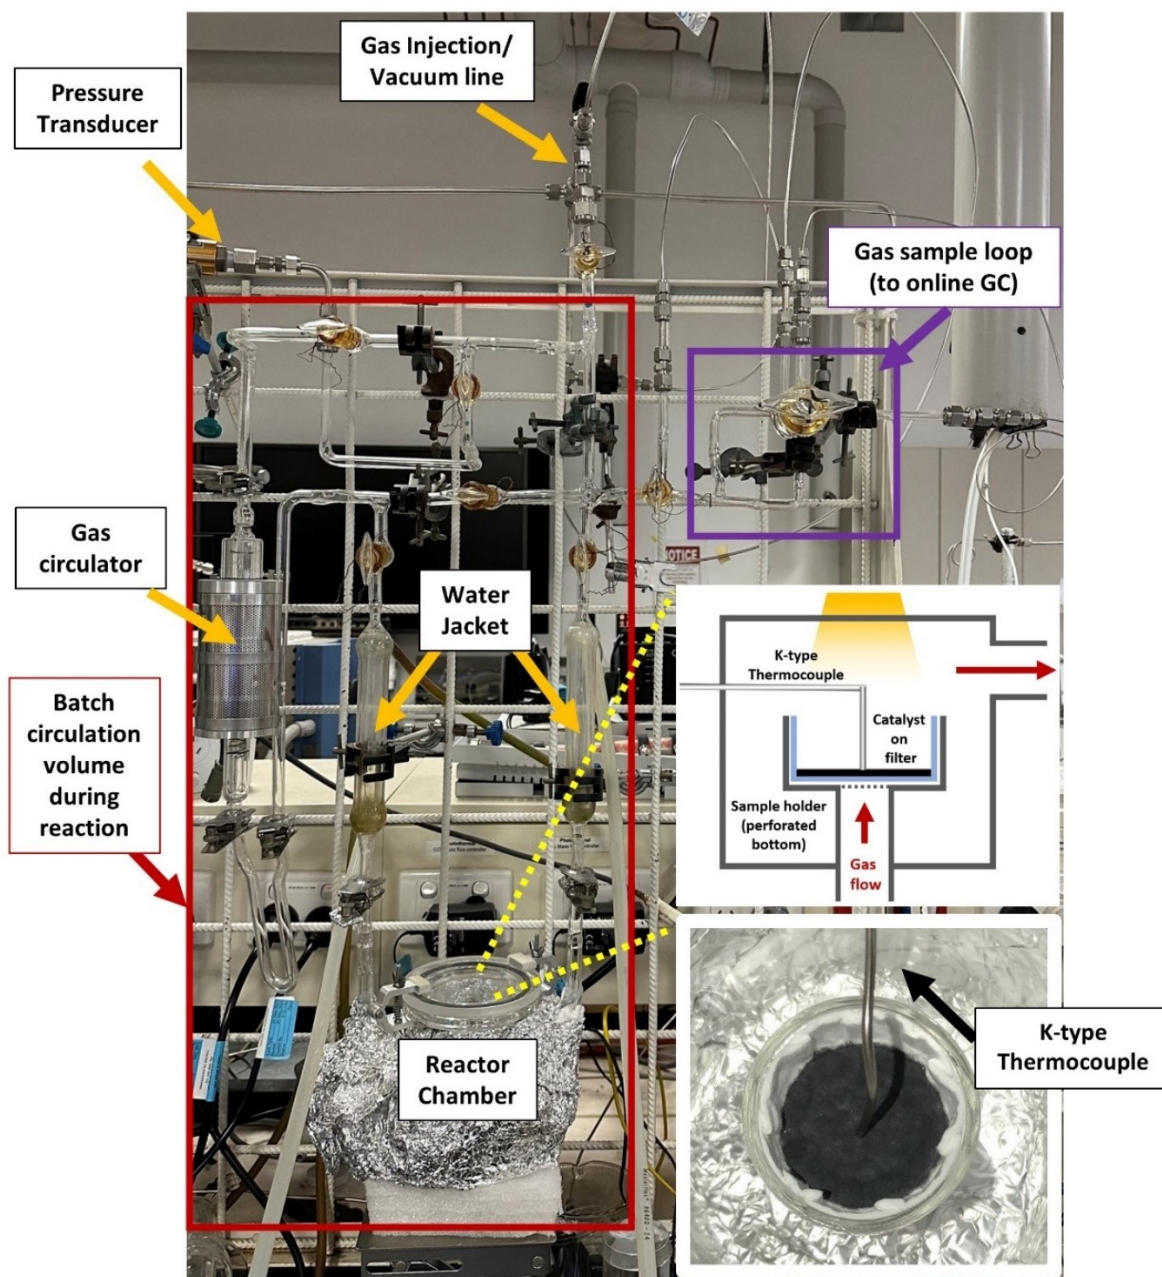 Gas Injection/
Vacuum line
Pressure
Transducer
Gas sample loop
(to online GC)
Gas
circulator
NOTICE
Water
Jacket
K-type
Thermocouple
Catalyst
on
filter
Batch
circulation
volume
during
reaction
Sample holder
(perforated
bottom)
Gas
flow
Reactor
Chamber
K-type
Thermocouple